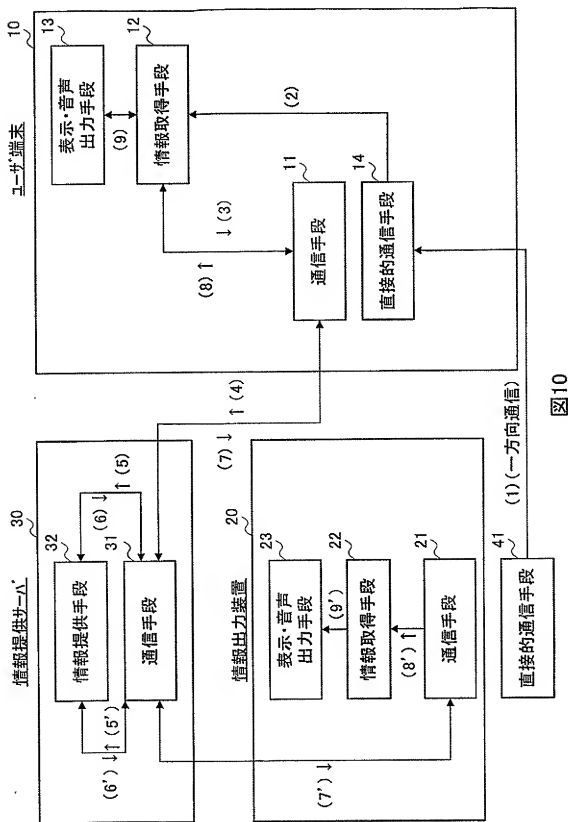 情報提供サーバ
30
32
情報提供手段
(6) ↓
↑ (5)
31
通信手段
(6') ↓
↑ (5')
(7) ↓
↑ (4)
情報出力装置
20
23
表示・音声
出力手段
(9')
22
情報取得手段
(8') ↑
21
通信手段
(7') ↓
41
直接的通信手段
(1) (一方向通信)
ユーザ端末
10
13
表示・音声
出力手段
(9)
12
情報取得手段
(2)
(8) ↑
↓ (3)
11
通信手段
14
直接的通信手段
図10